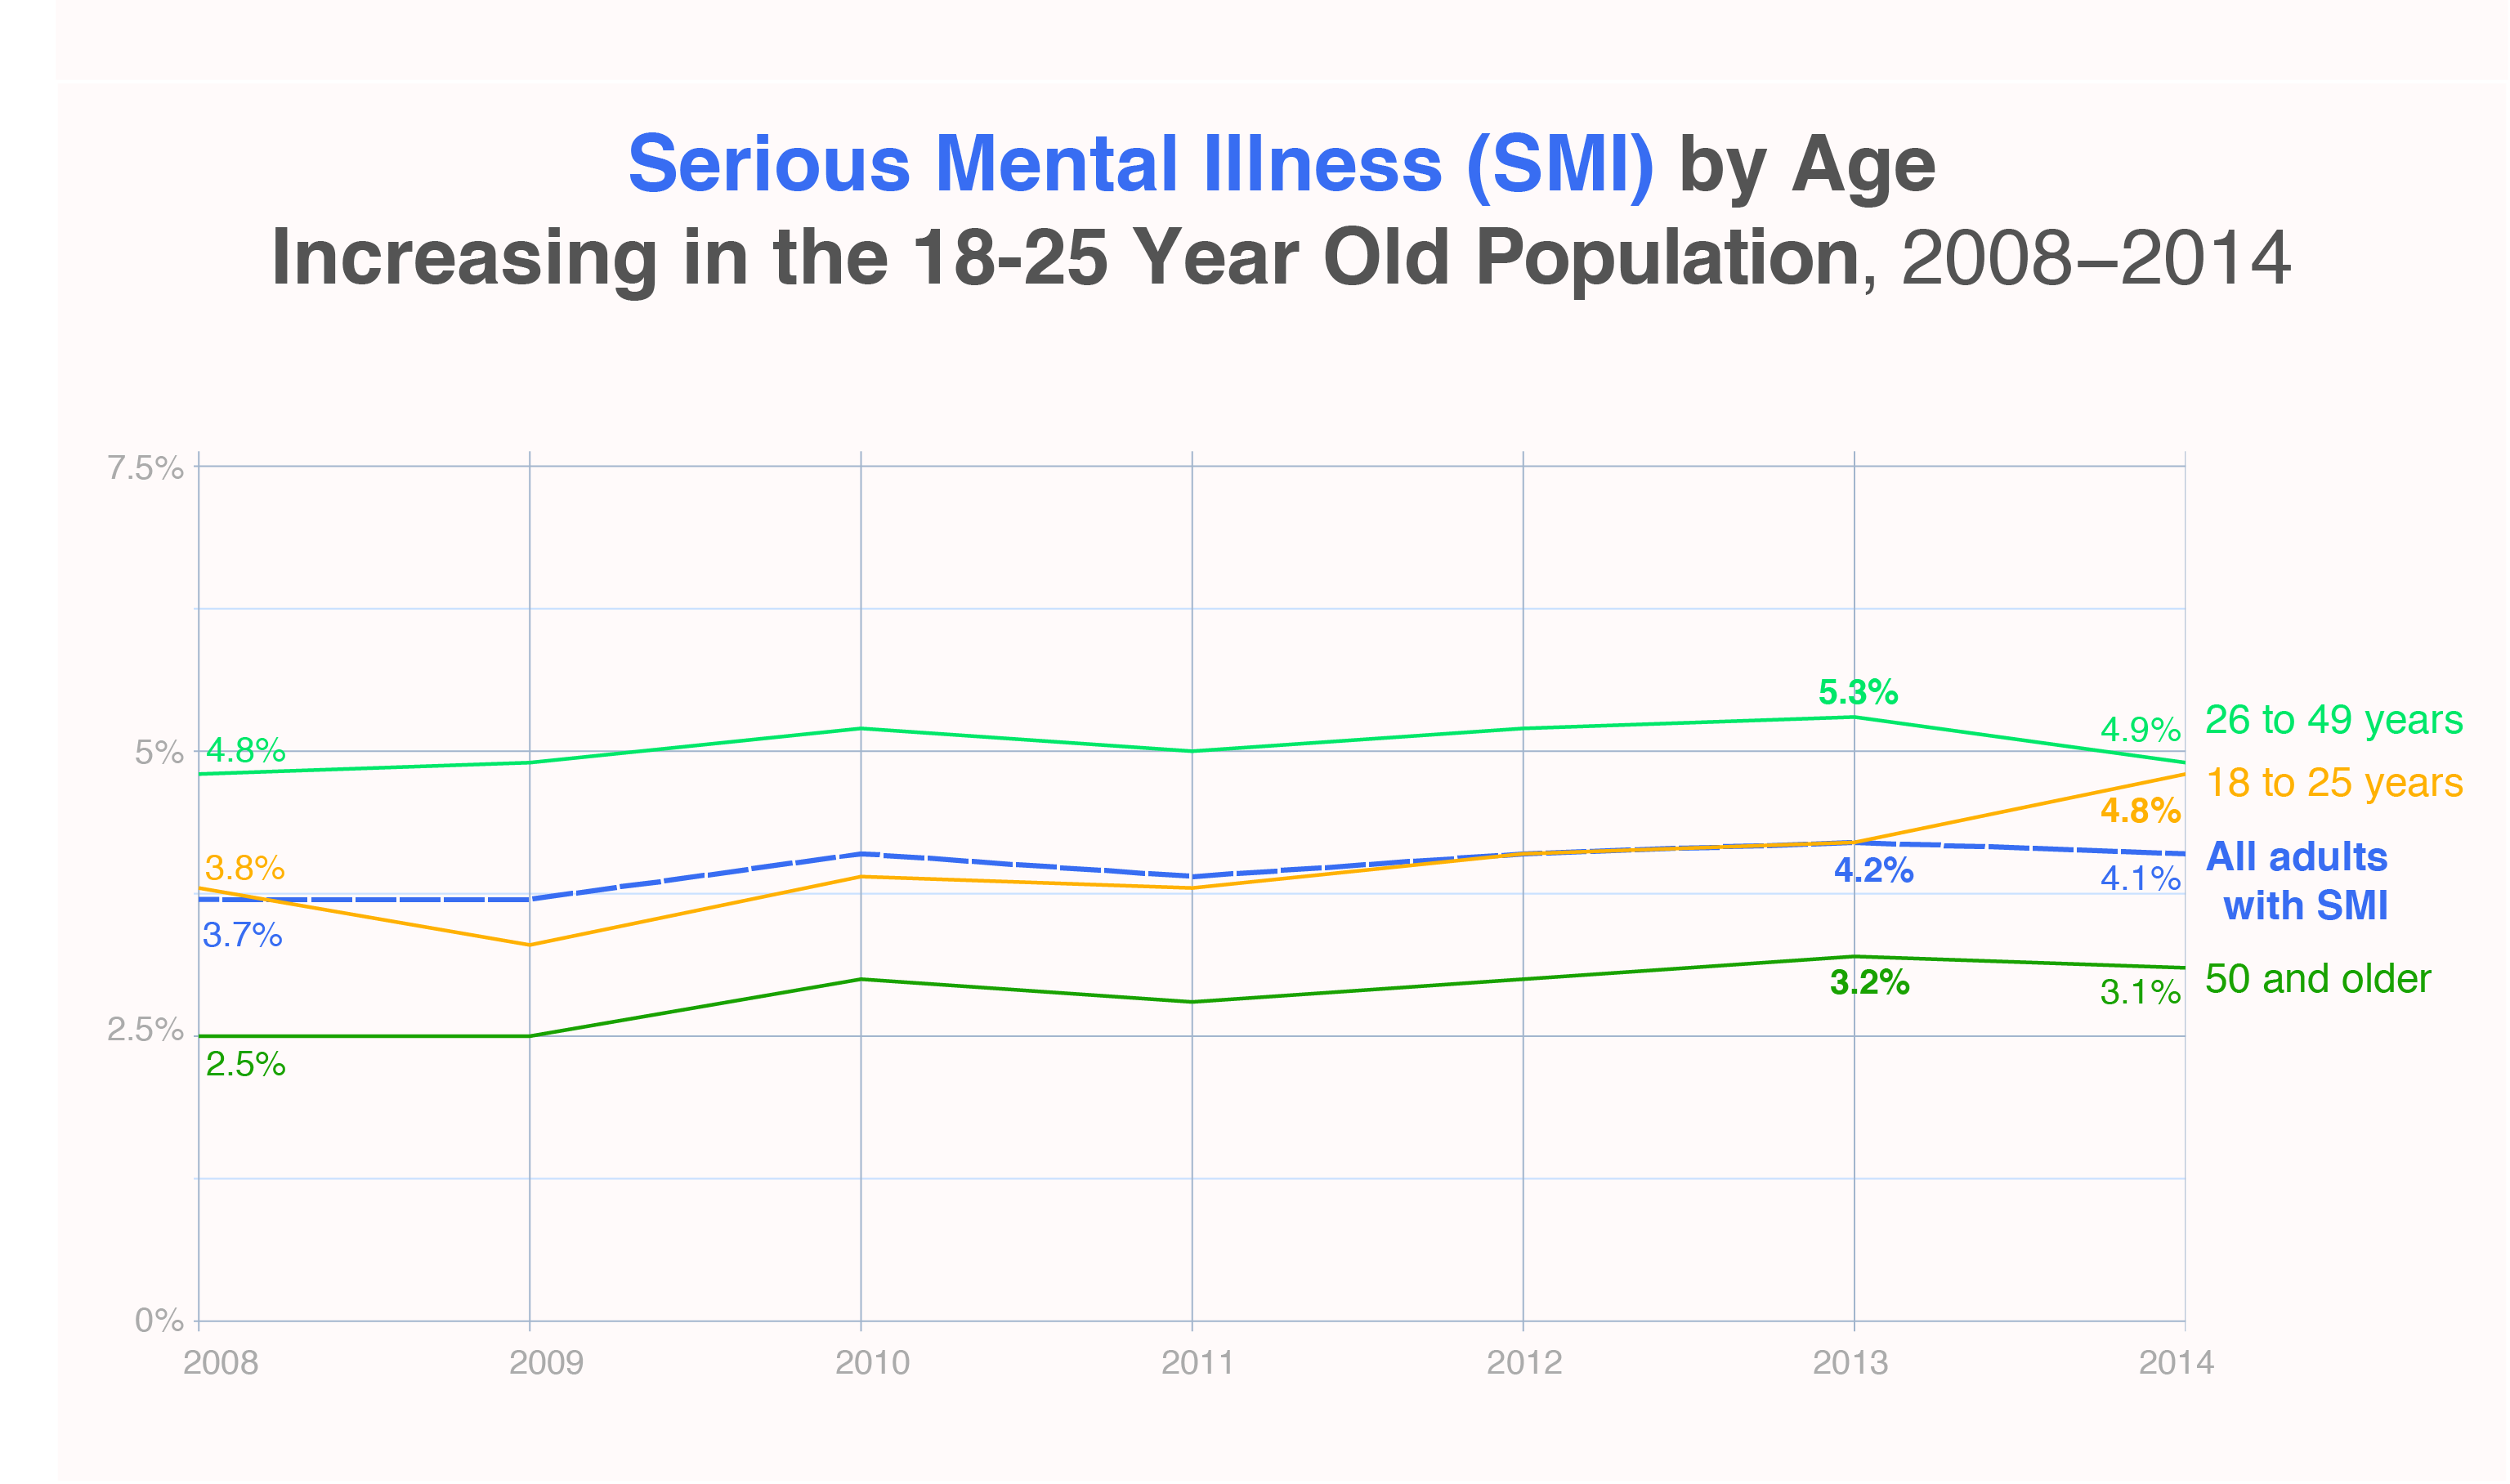 Serious Mental Illness (SMI) by Age
Increasing in the 18-25 Year Old Population, 2008–2014
7.5%
5.3%
4.9%
26 to 49 years
5%
4.8%
18 to 25 years
4.8%
3.8%
4.2%
4.1%
All adults
with SMI
3.7%
3.2%
3.1%
50 and older
2.5%
2.5%
0%
2008 2009 2010 2011 2012 2013 2014